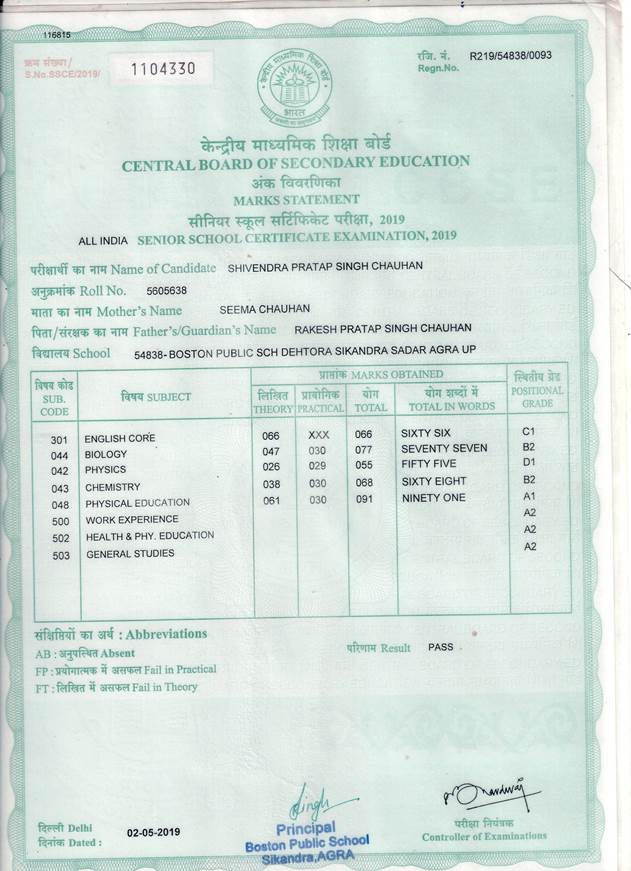 116815
क्रम संख्या/
S.No.SSCE/2019/ 1104330
रजि. नं. R219/54838/0093
Regn.No.
केन्द्रीय माध्यमिक शिक्षा बोर्ड
भारत
केन्द्रीय माध्यमिक शिक्षा बोर्ड
CENTRAL BOARD OF SECONDARY EDUCATION
अंक विवरणिका
MARKS STATEMENT
सीनियर स्कूल सर्टिफिकेट परीक्षा, 2019
ALL INDIA SENIOR SCHOOL CERTIFICATE EXAMINATION, 2019
परीक्षार्थी का नाम Name of Candidate SHIVENDRA PRATAP SINGH CHAUHAN
अनुक्रमांक Roll No. 5605638
माता का नाम Mother's Name SEEMA CHAUHAN
पिता/संरक्षक का नाम Father's/Guardian's Name RAKESH PRATAP SINGH CHAUHAN
विद्यालय School 54838- BOSTON PUBLIC SCH DEHTORA SIKANDRA SADAR AGRA UP
विषय कोड SUB. CODE विषय SUBJECT प्राप्तांक MARKS OBTAINED स्थितीय ग्रेड POSITIONAL GRADE
लिखित THEORY प्रायोगिक PRACTICAL योग TOTAL योग शब्दों में TOTAL IN WORDS
301 ENGLISH CORE 066 XXX 066 SIXTY SIX C1
044 BIOLOGY 047 030 077 SEVENTY SEVEN B2
042 PHYSICS 026 029 055 FIFTY FIVE D1
043 CHEMISTRY 038 030 068 SIXTY EIGHT B2
048 PHYSICAL EDUCATION 061 030 091 NINETY ONE A1
500 WORK EXPERIENCE A2
502 HEALTH & PHY. EDUCATION A2
503 GENERAL STUDIES A2
संक्षिप्तियों का अर्थ : Abbreviations
AB : अनुपस्थित Absent
परिणाम Result PASS
FP : प्रयोगात्मक में असफल Fail in Practical
FT : लिखित में असफल Fail in Theory
दिल्ली Delhi
दिनांक Dated : 02-05-2019
Singh
Principal
Boston Public School
Sikandra,AGRA
परीक्षा नियंत्रक
Controller of Examinations